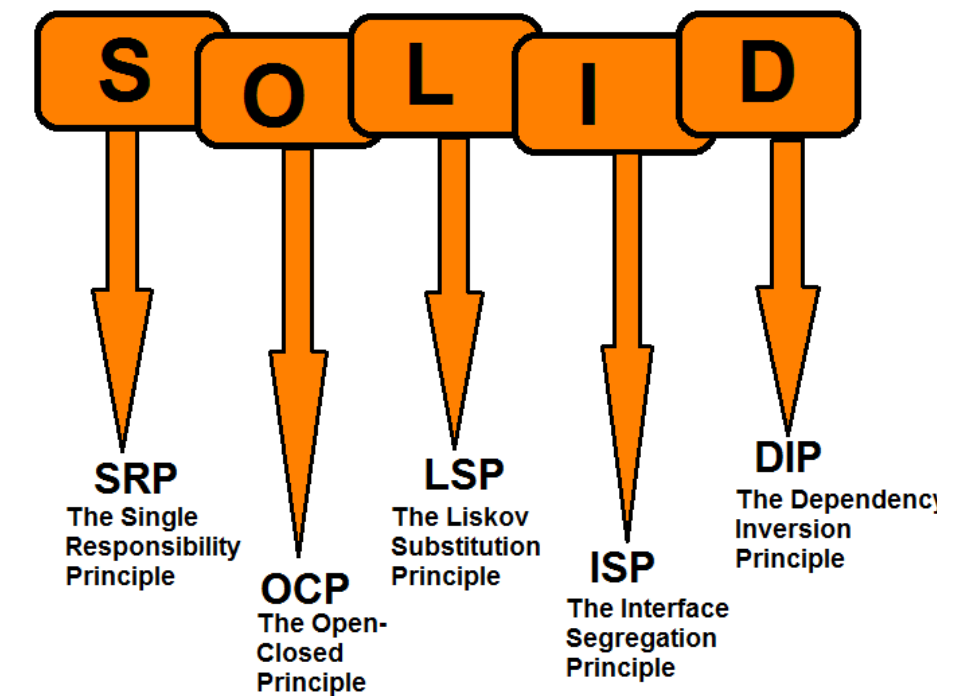 S O L I D
SRP
The Single
Responsibility
Principle
OCP
The Open-
Closed
Principle
LSP
The Liskov
Substitution
Principle
ISP
The Interface
Segregation
Principle
DIP
The Dependency
Inversion
Principle